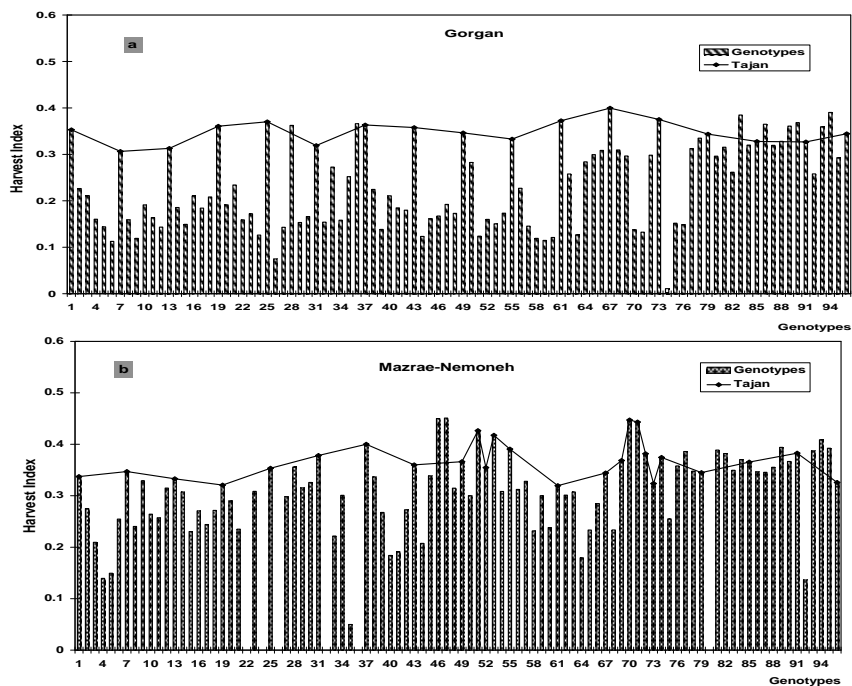 0.6
a
Gorgan
Genotypes
Tajan
0.5
0.4
0.3
0.2
0.1
0
Harvest Index
1 4 7 10 13 16 19 22 25 28 31 34 37 40 43 46 49 52 55 58 61 64 67 70 73 76 79 82 85 88 91 94
Genotypes
0.6
b
Mazrae-Nemoneh
Genotypes
Tajan
0.5
0.4
0.3
0.2
0.1
0
Harvest Index
1 4 7 10 13 16 19 22 25 28 31 34 37 40 43 46 49 52 55 58 61 64 67 70 73 76 79 82 85 88 91 94
Genotypes